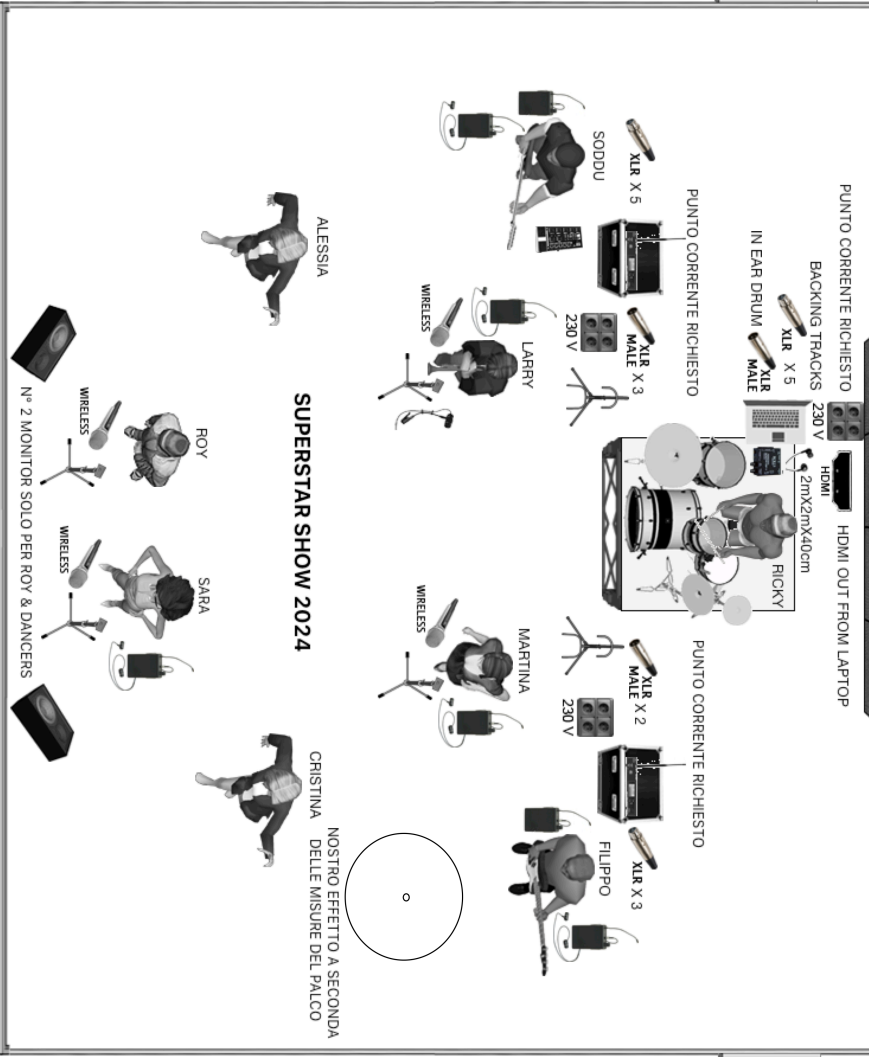 PUNTO CORRENTE RICHIESTO
HDMI OUT FROM LAPTOP
BACKING TRACKS
230 V
HDMI
2mX2mX40cm
XLR X 5
IN EAR DRUM
XLR
MALE
RICKY
PUNTO CORRENTE RICHIESTO
PUNTO CORRENTE RICHIESTO
XLR X 5
XLR
MALE X 3
XLR
MALE X 2
XLR X 3
SODDU
FILIPPO
230 V
230 V
LARRY
MARTINA
WIRELESS
WIRELESS
ALESSIA
SUPERSTAR SHOW 2024
CRISTINA
NOSTRO EFFETTO A SECONDA
DELLE MISURE DEL PALCO
ROY
SARA
WIRELESS
WIRELESS
N° 2 MONITOR SOLO PER ROY & DANCERS